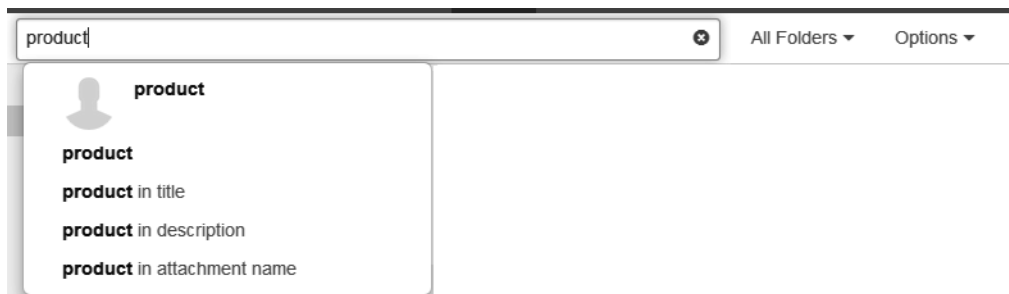 product All Folders Options
product
product
product in title
product in description
product in attachment name